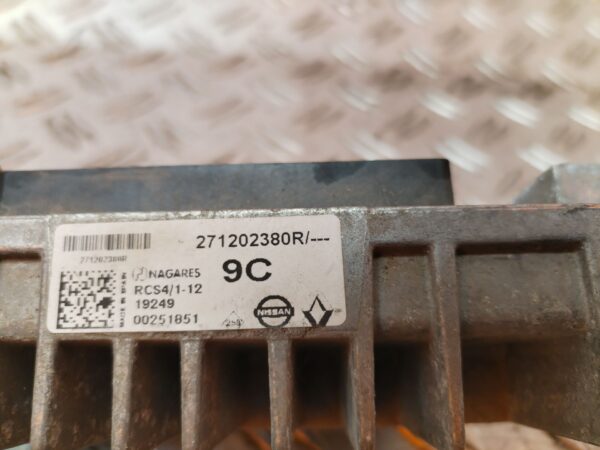 271202380R/---
271202380R
9C
NAGARES
RCS4/1-12
19249
00251851
MADE IN SPAIN
NISSAN